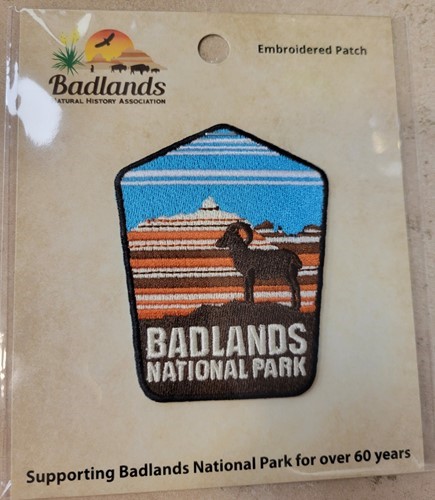 Embroidered Patch
Badlands
NATURAL HISTORY ASSOCIATION
BADLANDS
NATIONAL PARK
Supporting Badlands National Park for over 60 years